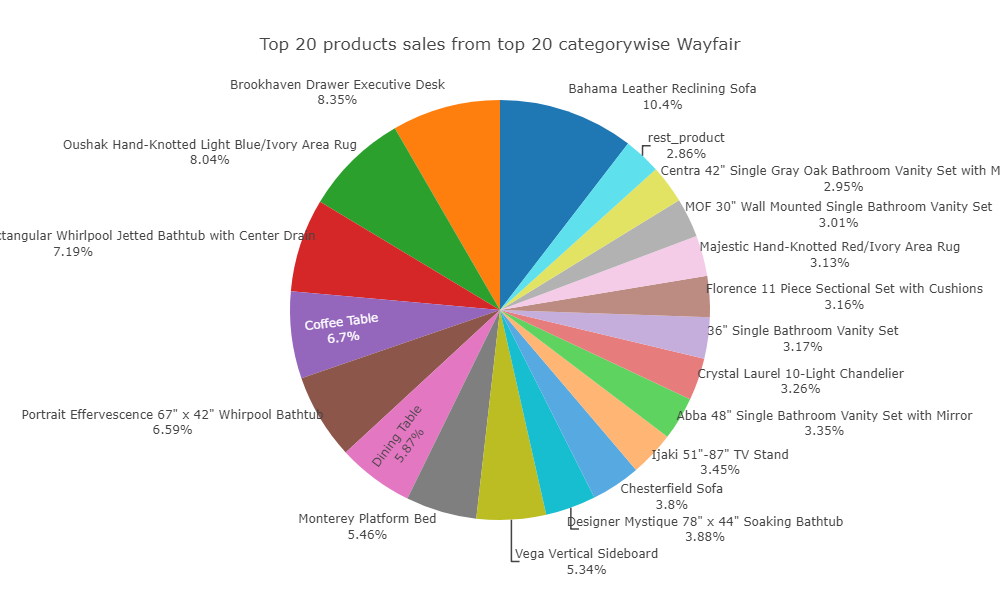 Top 20 products sales from top 20 categorywise Wayfair
Brookhaven Drawer Executive Desk
8.35%
Bahama Leather Reclining Sofa
10.4%
rest_product
2.86%
Oushak Hand-Knotted Light Blue/Ivory Area Rug
8.04%
Centra 42" Single Gray Oak Bathroom Vanity Set with M
2.95%
MOF 30" Wall Mounted Single Bathroom Vanity Set
3.01%
ctangular Whirlpool Jetted Bathtub with Center Drain
7.19%
Majestic Hand-Knotted Red/Ivory Area Rug
3.13%
Florence 11 Piece Sectional Set with Cushions
3.16%
Coffee Table
6.7%
36" Single Bathroom Vanity Set
3.17%
Crystal Laurel 10-Light Chandelier
3.26%
Portrait Effervescence 67" x 42" Whirpool Bathtub
6.59%
Abba 48" Single Bathroom Vanity Set with Mirror
3.35%
Dining Table
5.87%
Ijaki 51"-87" TV Stand
3.45%
Chesterfield Sofa
3.8%
Monterey Platform Bed
5.46%
Designer Mystique 78" x 44" Soaking Bathtub
3.88%
Vega Vertical Sideboard
5.34%